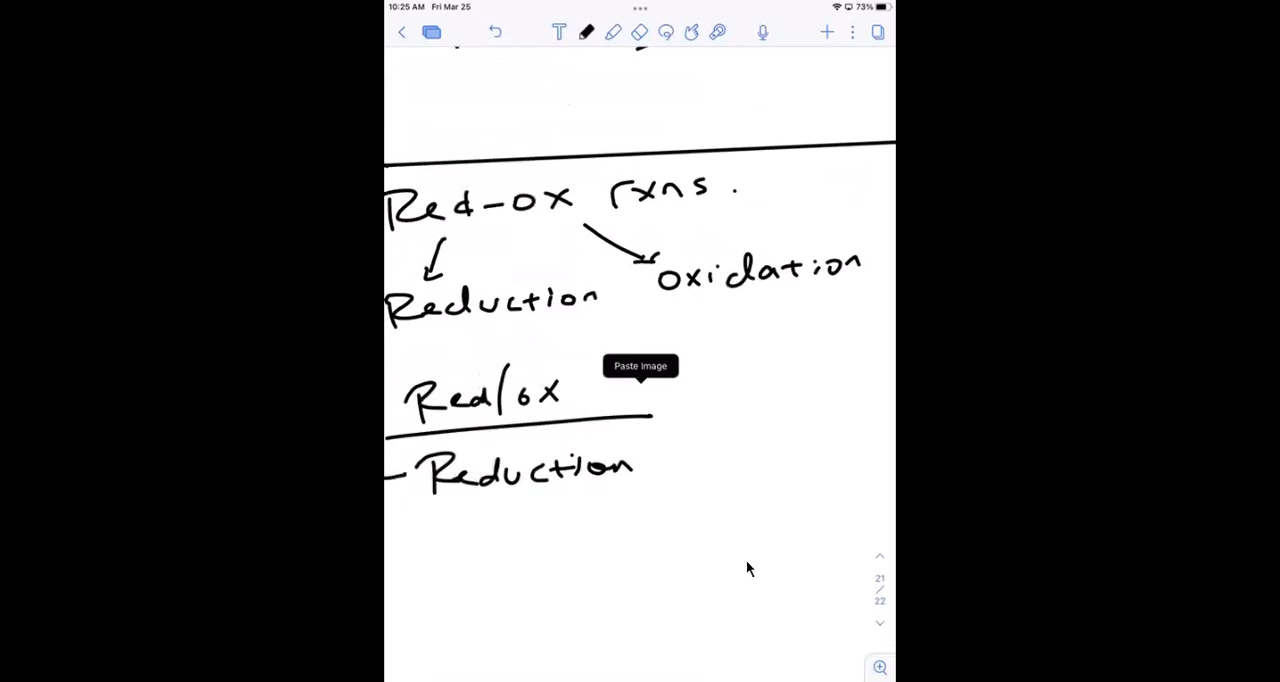 10:25 AM Fri Mar 25
73%
Red-ox rxns.
oxidation
Reduction
Paste Image
Red/ox
- Reduction
21
/
22